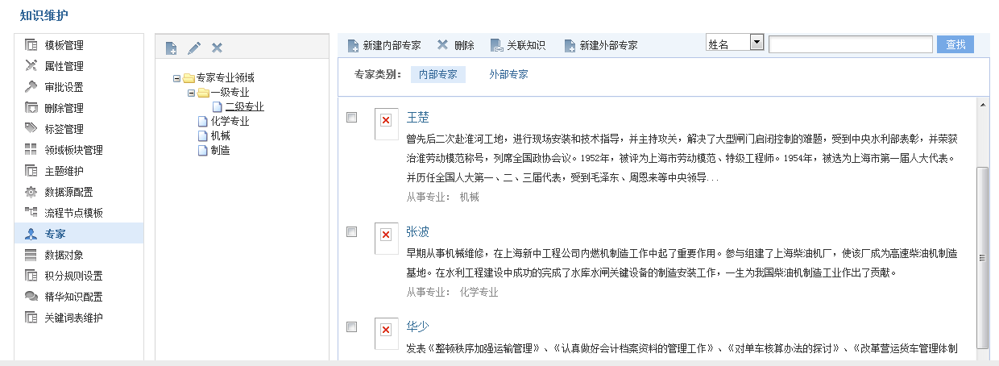 知识维护
模板管理
属性管理
审批设置
删除管理
标签管理
领域板块管理
主题维护
数据源配置
流程节点模板
专家
数据对象
积分规则设置
精华知识配置
关键词表维护
专家专业领域
一级专业
二级专业
化学专业
机械
制造
新建内部专家 删除 关联知识 新建外部专家 姓名 查找
专家类别： 内部专家 外部专家
王楚
曾先后二次赴淮河工地，进行现场安装和技术指导，并主持攻关，解决了大型闸门启闭控制的难题，受到中央水利部表彰，并荣获
治淮劳动模范称号，列席全国政协会议。1952年，被评为上海市劳动模范、特级工程师。1954年，被选为上海市第一届人大代表。
并历任全国人大第一、二、三届代表，受到毛泽东、周恩来等中央领导...
从事专业： 机械
张波
早期从事机械维修，在上海新中工程公司内燃机制造工作中起了重要作用。参与组建了上海柴油机厂，使该厂成为高速柴油机制造
基地。在水利工程建设中成功的完成了水库水闸关键设备的制造安装工作，一生为我国柴油机制造工业作出了贡献。
从事专业： 化学专业
华少
发表《整顿秩序加强运输管理》、《认真做好会计档案资料的管理工作》、《对单车核算办法的探讨》、《改革营运货车管理体制